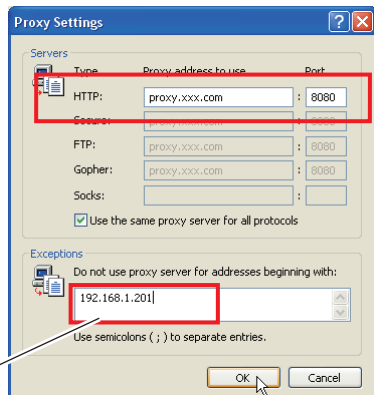 Proxy Settings
Servers
Type Proxy address to use Port
HTTP: proxy.xxx.com : 8080
Secure: proxy.xxx.com : 8080
FTP: proxy.xxx.com : 8080
Gopher: proxy.xxx.com : 8080
Socks: :
Use the same proxy server for all protocols
Exceptions
Do not use proxy server for addresses beginning with:
192.168.1.201
Use semicolons ( ; ) to separate entries.
OK Cancel